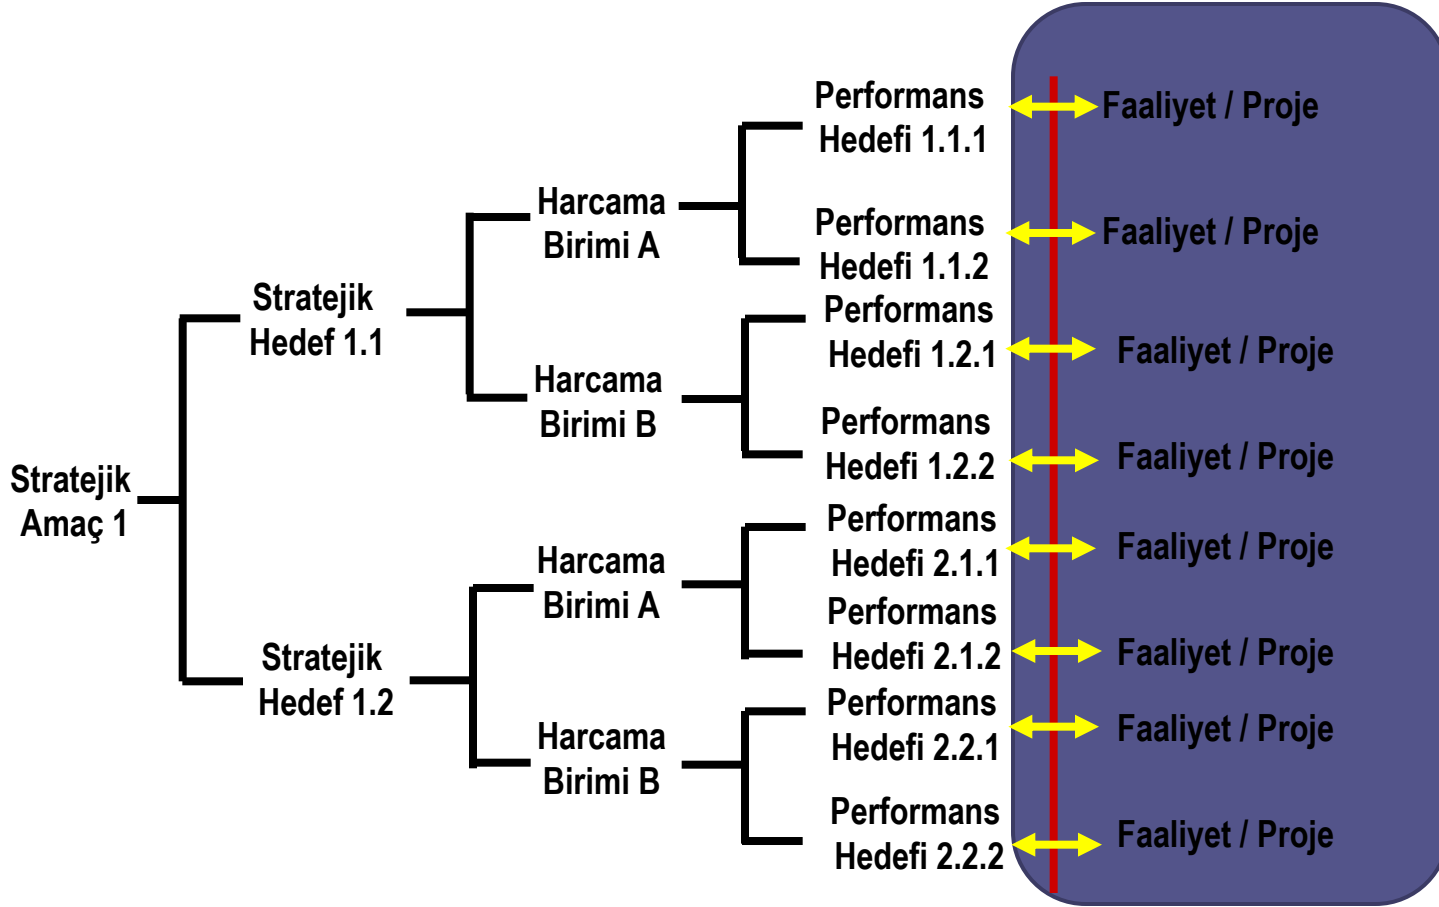 Stratejik
Amaç 1
Stratejik
Hedef 1.1
Harcama
Birimi A
Performans
Hedefi 1.1.1
Faaliyet / Proje
Performans
Hedefi 1.1.2
Faaliyet / Proje
Harcama
Birimi B
Performans
Hedefi 1.2.1
Faaliyet / Proje
Performans
Hedefi 1.2.2
Faaliyet / Proje
Stratejik
Hedef 1.2
Harcama
Birimi A
Performans
Hedefi 2.1.1
Faaliyet / Proje
Performans
Hedefi 2.1.2
Faaliyet / Proje
Harcama
Birimi B
Performans
Hedefi 2.2.1
Faaliyet / Proje
Performans
Hedefi 2.2.2
Faaliyet / Proje